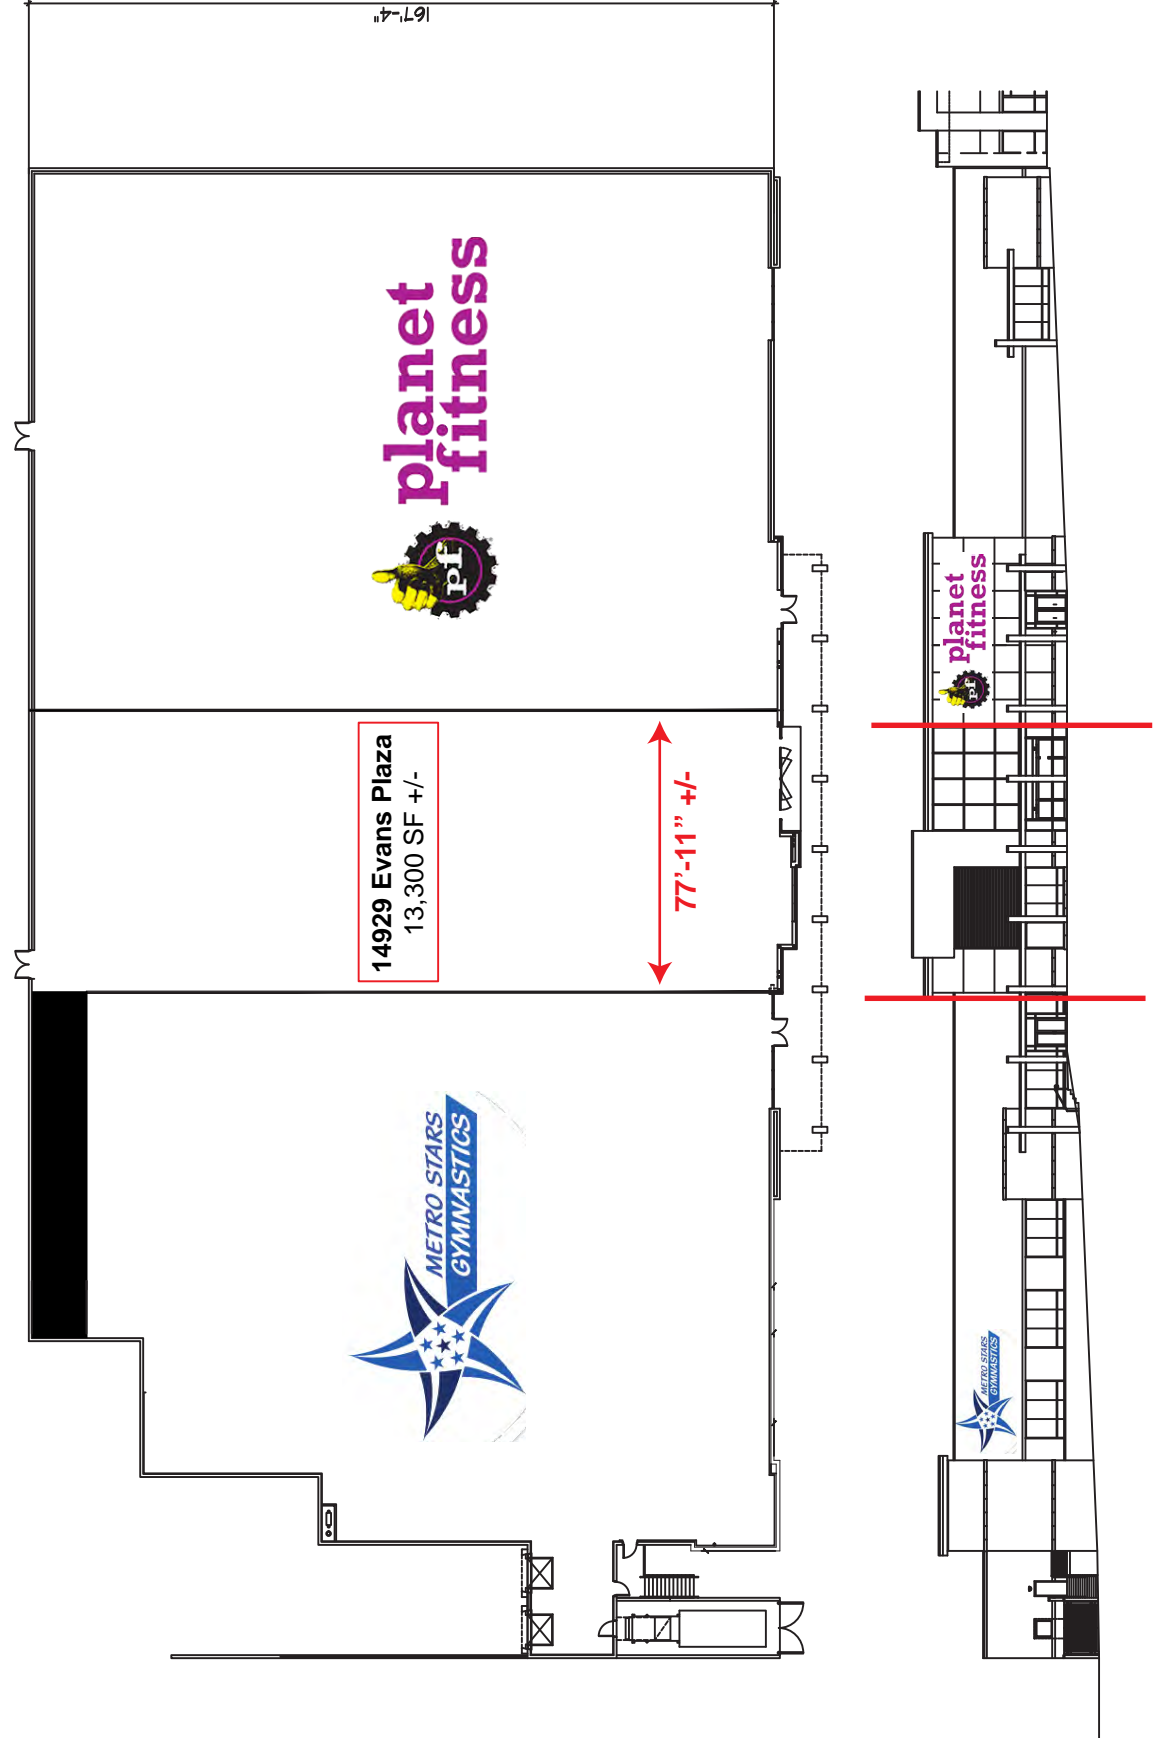 167'-4"
planet
fitness
pf
14929 Evans Plaza
13,300 SF +/-
77’-11” +/-
METRO STARS
GYMNASTICS
planet
fitness
pf
METRO STARS
GYMNASTICS